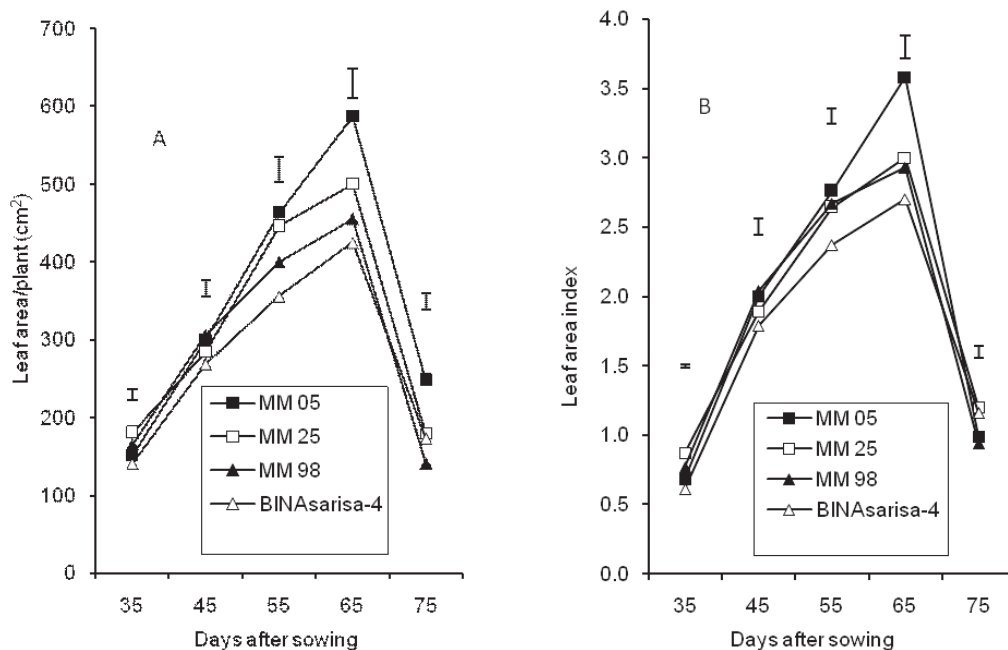 A
Leaf area/plant (cm²)
700
600
500
400
300
200
100
0
MM 05
MM 25
MM 98
BINAsarisa-4
35 45 55 65 75
Days after sowing
B
Leaf area index
4.0
3.5
3.0
2.5
2.0
1.5
1.0
0.5
0.0
MM 05
MM 25
MM 98
BINAsarisa-4
35 45 55 65 75
Days after sowing